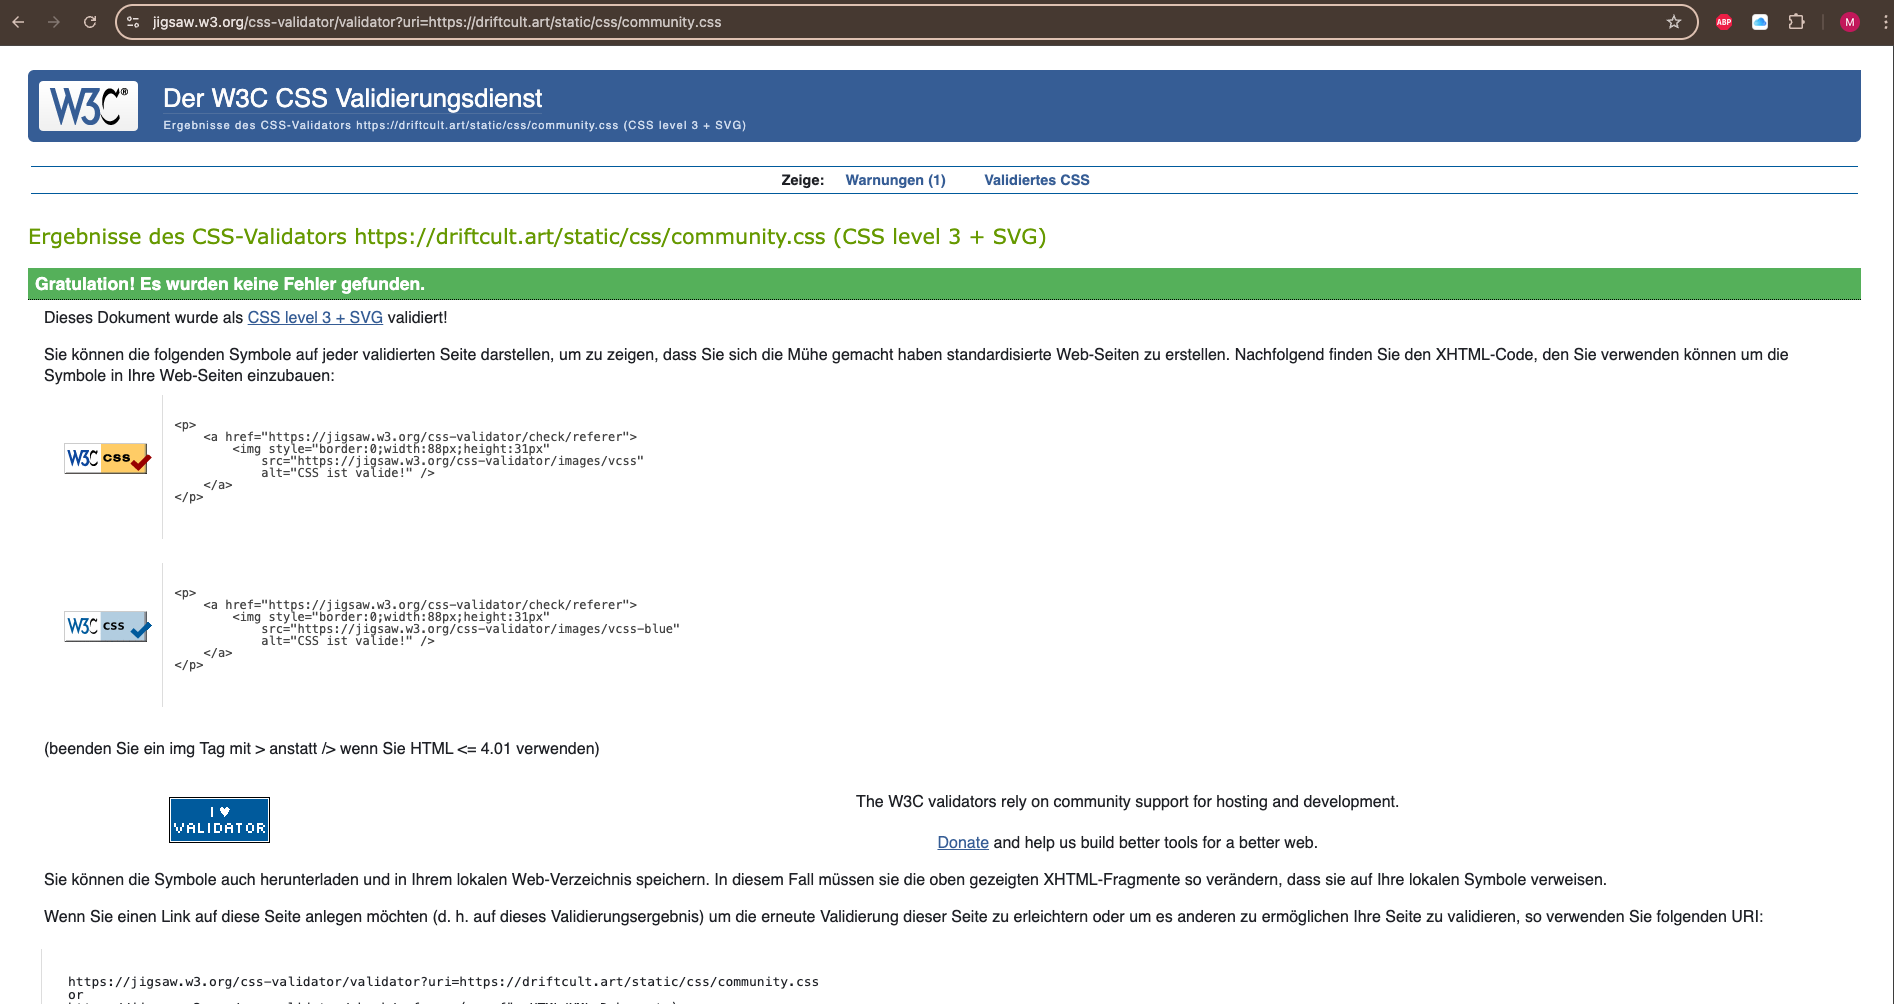 jigsaw.w3.org/css-validator/validator?uri=https://driftcult.art/static/css/community.css
ABP
M
W3C®
Der W3C CSS Validierungsdienst
Ergebnisse des CSS-Validators https://driftcult.art/static/css/community.css (CSS level 3 + SVG)
Zeige: Warnungen (1) Validiertes CSS
Ergebnisse des CSS-Validators https://driftcult.art/static/css/community.css (CSS level 3 + SVG)
Gratulation! Es wurden keine Fehler gefunden.
Dieses Dokument wurde als CSS level 3 + SVG validiert!
Sie können die folgenden Symbole auf jeder validierten Seite darstellen, um zu zeigen, dass Sie sich die Mühe gemacht haben standardisierte Web-Seiten zu erstellen. Nachfolgend finden Sie den XHTML-Code, den Sie verwenden können um die
Symbole in Ihre Web-Seiten einzubauen:
W3C CSS
<p>
<a href="https://jigsaw.w3.org/css-validator/check/referer">
<img style="border:0;width:88px;height:31px"
src="https://jigsaw.w3.org/css-validator/images/vcss"
alt="CSS ist valide!" />
</a>
</p>
W3C CSS
<p>
<a href="https://jigsaw.w3.org/css-validator/check/referer">
<img style="border:0;width:88px;height:31px"
src="https://jigsaw.w3.org/css-validator/images/vcss-blue"
alt="CSS ist valide!" />
</a>
</p>
(beenden Sie ein img Tag mit > anstatt /> wenn Sie HTML <= 4.01 verwenden)
I ♥
VALIDATOR
The W3C validators rely on community support for hosting and development.
Donate and help us build better tools for a better web.
Sie können die Symbole auch herunterladen und in Ihrem lokalen Web-Verzeichnis speichern. In diesem Fall müssen sie die oben gezeigten XHTML-Fragmente so verändern, dass sie auf Ihre lokalen Symbole verweisen.
Wenn Sie einen Link auf diese Seite anlegen möchten (d. h. auf dieses Validierungsergebnis) um die erneute Validierung dieser Seite zu erleichtern oder um es anderen zu ermöglichen Ihre Seite zu validieren, so verwenden Sie folgenden URI:
https://jigsaw.w3.org/css-validator/validator?uri=https://driftcult.art/static/css/community.css
or